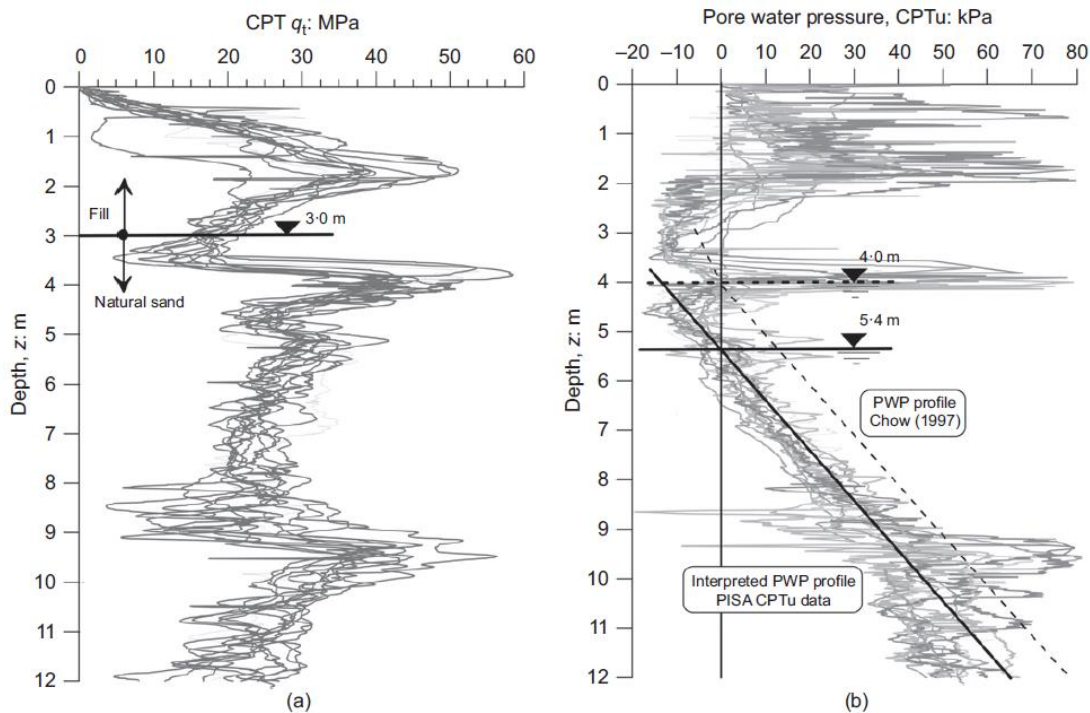 CPT qt: MPa
0 10 20 30 40 50 60
0
1
2
3
4
5
6
7
8
9
10
11
12
Depth, z: m
Fill
3·0 m
Natural sand
(a)
Pore water pressure, CPTu: kPa
–20 –10 0 10 20 30 40 50 60 70 80
0
1
2
3
4
5
6
7
8
9
10
11
12
Depth, z: m
4·0 m
5·4 m
PWP profile
Chow (1997)
Interpreted PWP profile
PISA CPTu data
(b)